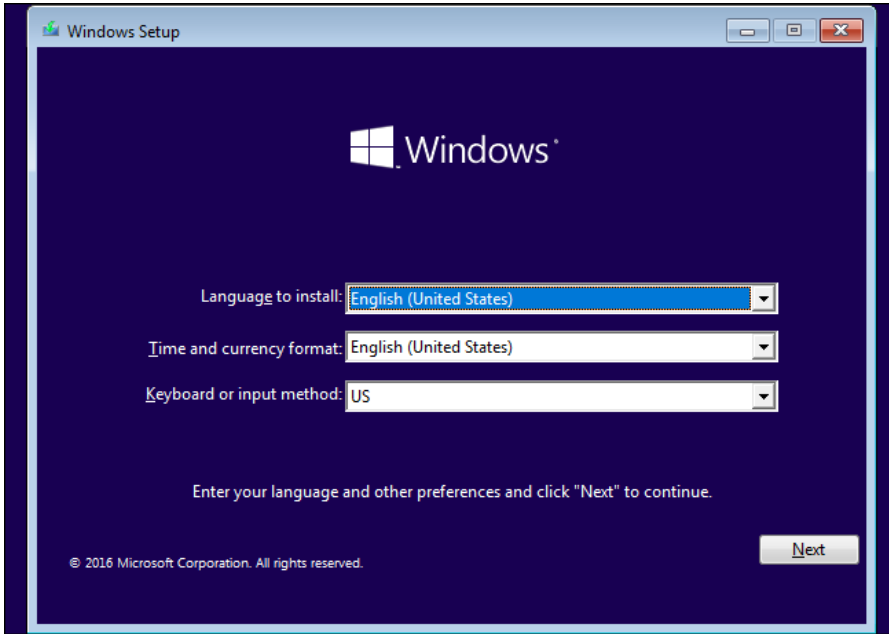 Windows Setup
Windows
Language to install: English (United States)
Time and currency format: English (United States)
Keyboard or input method: US
Enter your language and other preferences and click "Next" to continue.
Next
© 2016 Microsoft Corporation. All rights reserved.